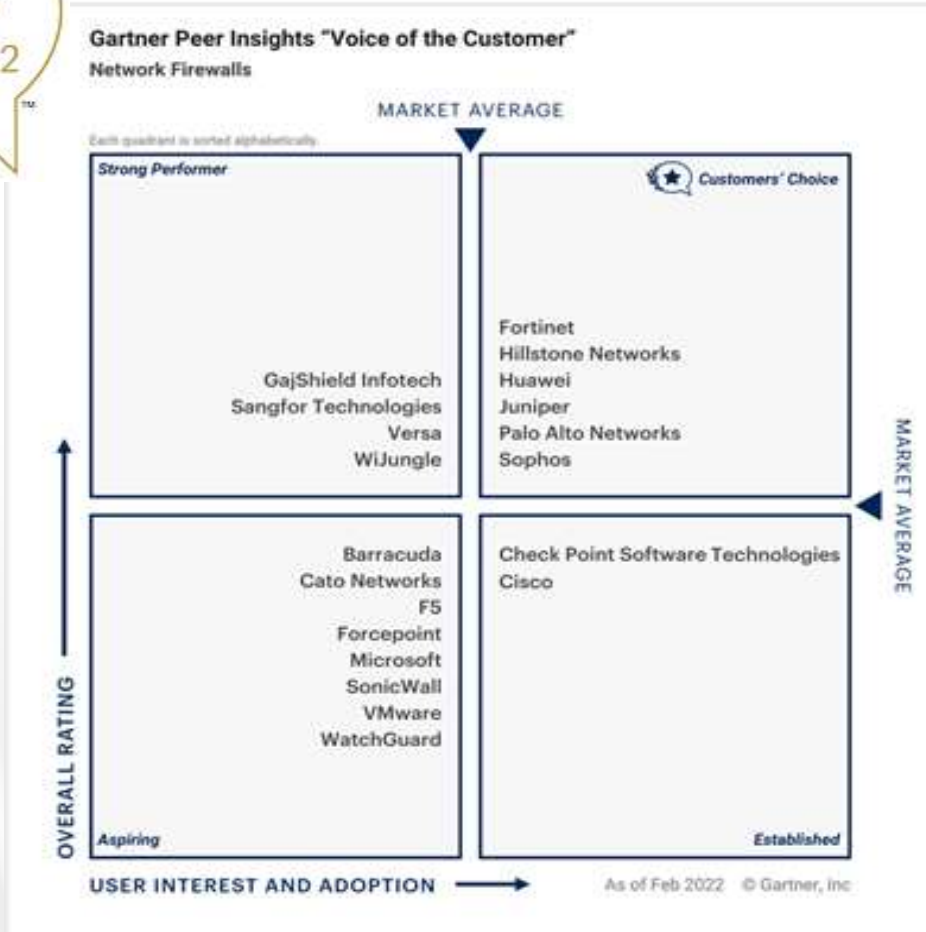 2
TM
Gartner Peer Insights “Voice of the Customer”
Network Firewalls
MARKET AVERAGE
Each quadrant is sorted alphabetically.
Strong Performer
Customers’ Choice
GajShield Infotech
Sangfor Technologies
Versa
WiJungle
Fortinet
Hillstone Networks
Huawei
Juniper
Palo Alto Networks
Sophos
MARKET AVERAGE
Barracuda
Cato Networks
F5
Forcepoint
Microsoft
SonicWall
VMware
WatchGuard
Aspiring
Check Point Software Technologies
Cisco
Established
OVERALL RATING
USER INTEREST AND ADOPTION
As of Feb 2022 © Gartner, Inc